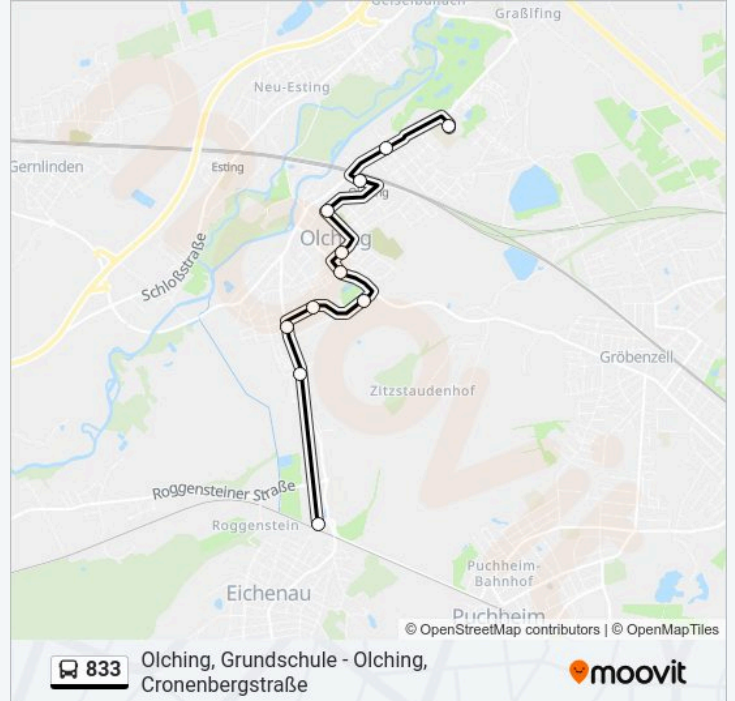 Geiselbullach
Graßlfing
Neu-Esting
Gernlinden
Esting
Olching
Olching
Schloßstraße
Gröbenzell
Zitzstaudenhof
Roggensteiner Straße
Roggenstein
Puchheim-
Bahnhof
Eichenau
Puchheim
© OpenStreetMap contributors | © OpenMapTiles
833
Olching, Grundschule - Olching,
Cronenbergstraße
moovit